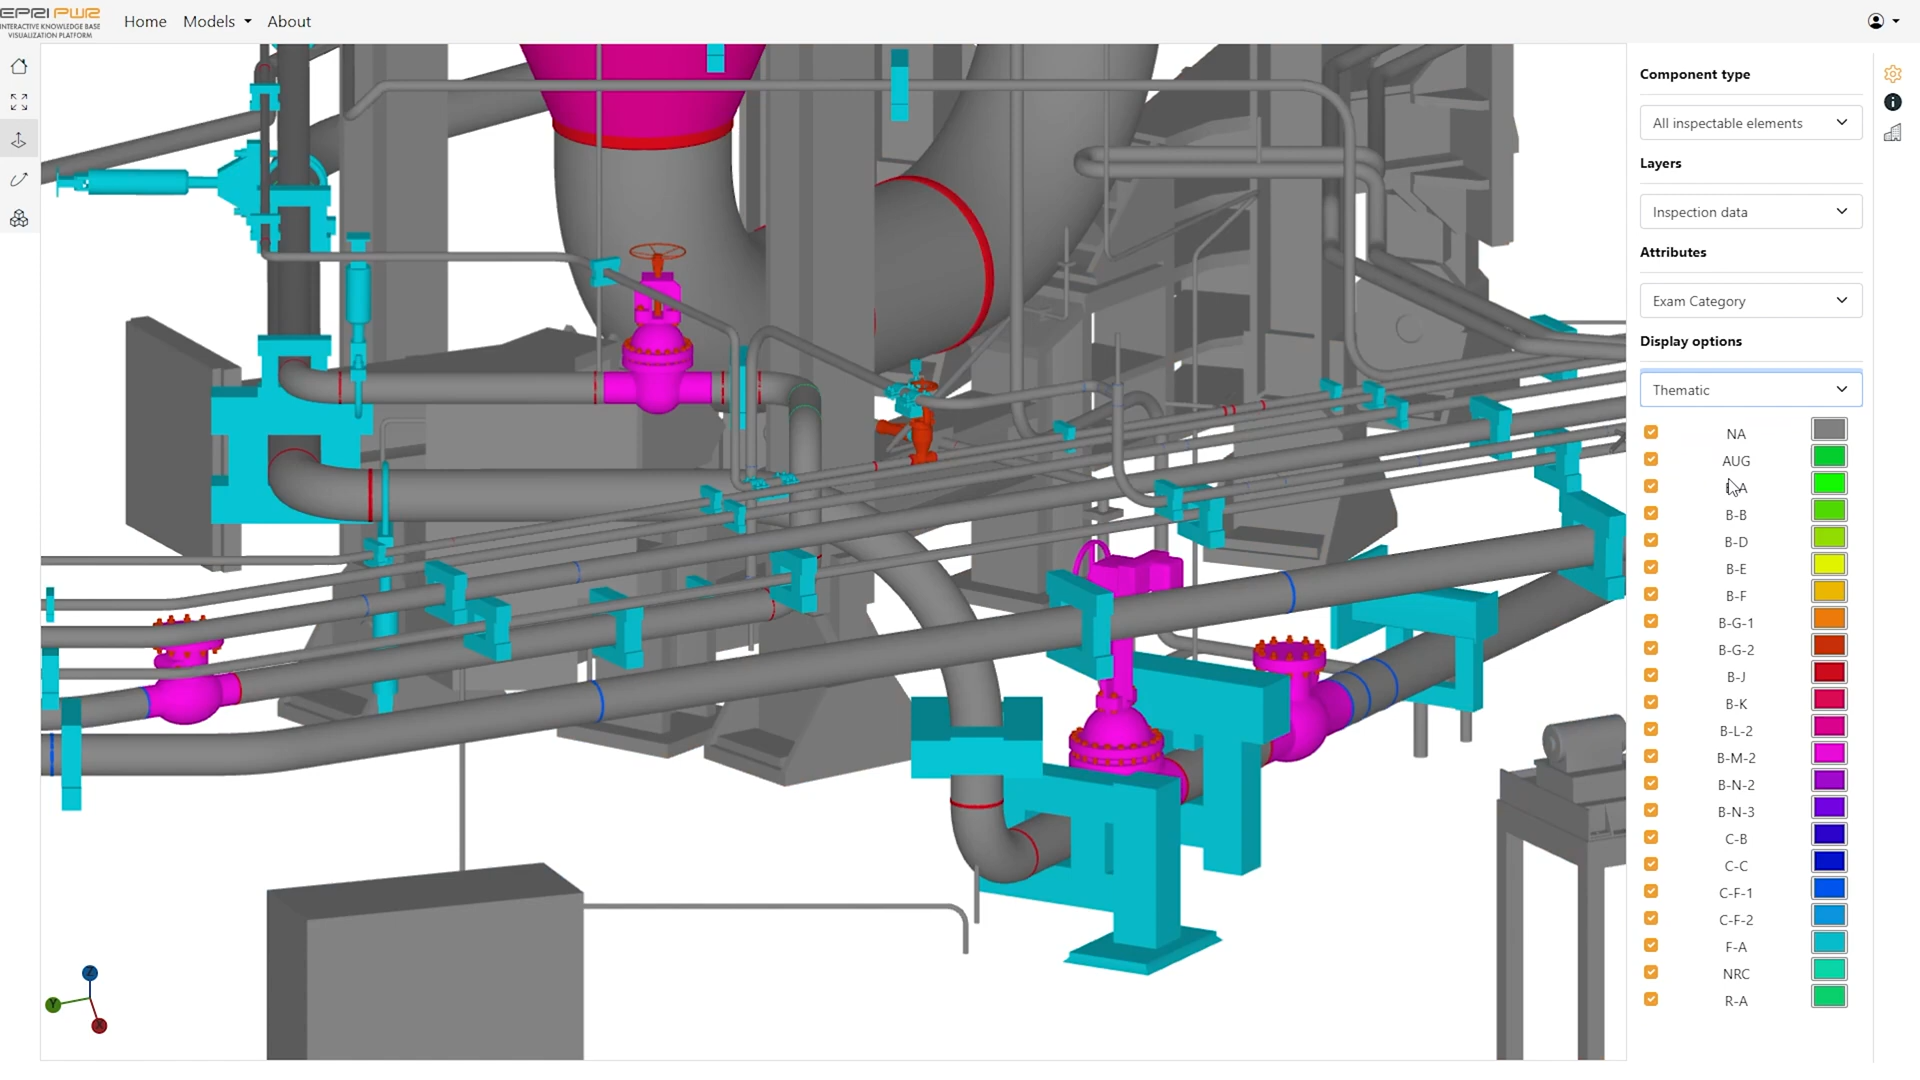 EPRI PWR
INTERACTIVE KNOWLEDGE BASE
VISUALIZATION PLATFORM
Home
Models
About
Component type
All inspectable elements
Layers
Inspection data
Attributes
Exam Category
Display options
Thematic
NA
AUG
A
B-B
B-D
B-E
B-F
B-G-1
B-G-2
B-J
B-K
B-L-2
B-M-2
B-N-2
B-N-3
C-B
C-C
C-F-1
C-F-2
F-A
NRC
R-A
Z
Y
X